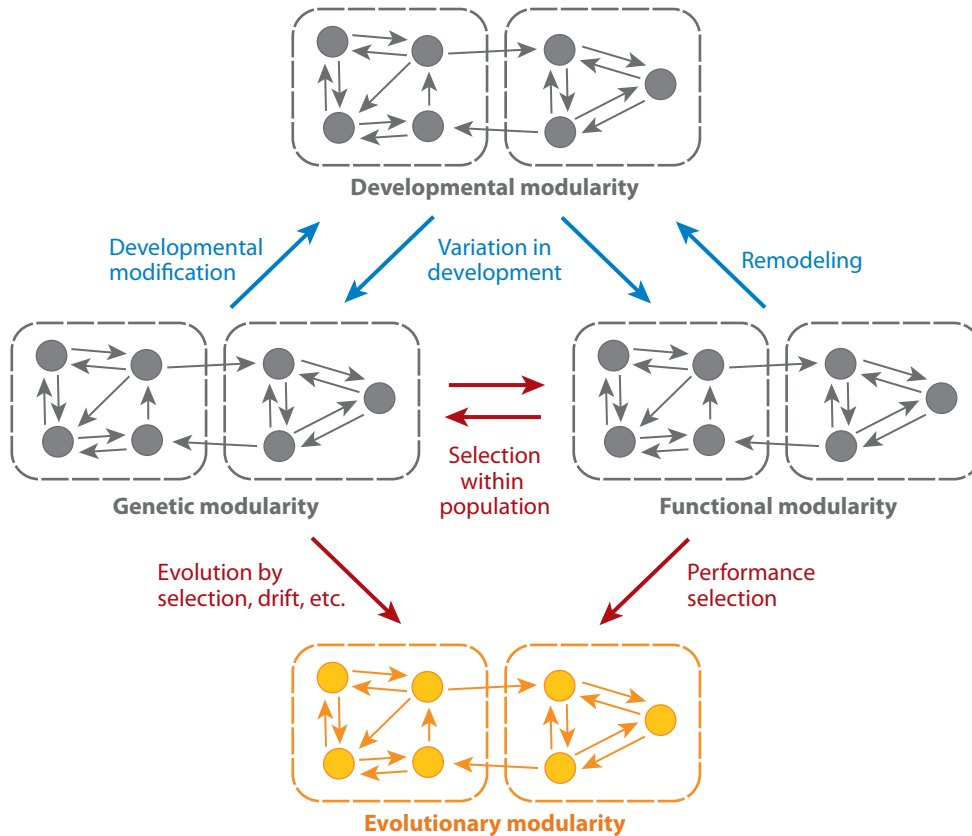 Developmental modularity
Developmental
modification
Variation in
development
Remodeling
Selection
within
population
Genetic modularity
Functional modularity
Evolution by
selection, drift, etc.
Performance
selection
Evolutionary modularity